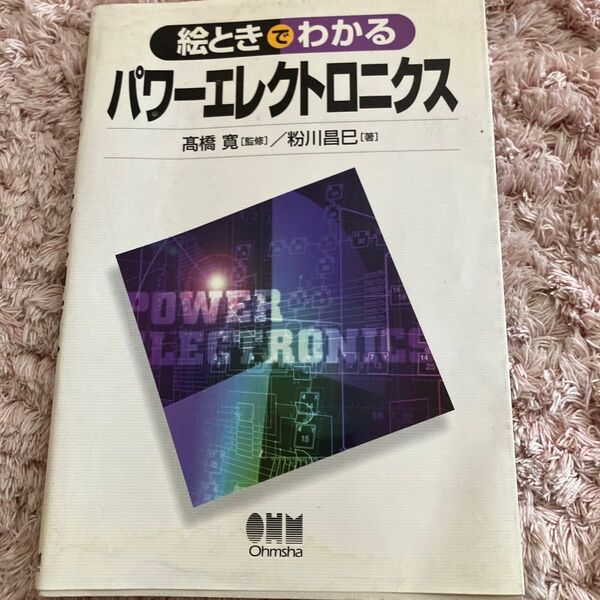 絵ときでわかる
パワーエレクトロニクス
髙橋 寛[監修]/粉川昌巳[著]
POWER
ELECTRONICS
OHM
Ohmsha